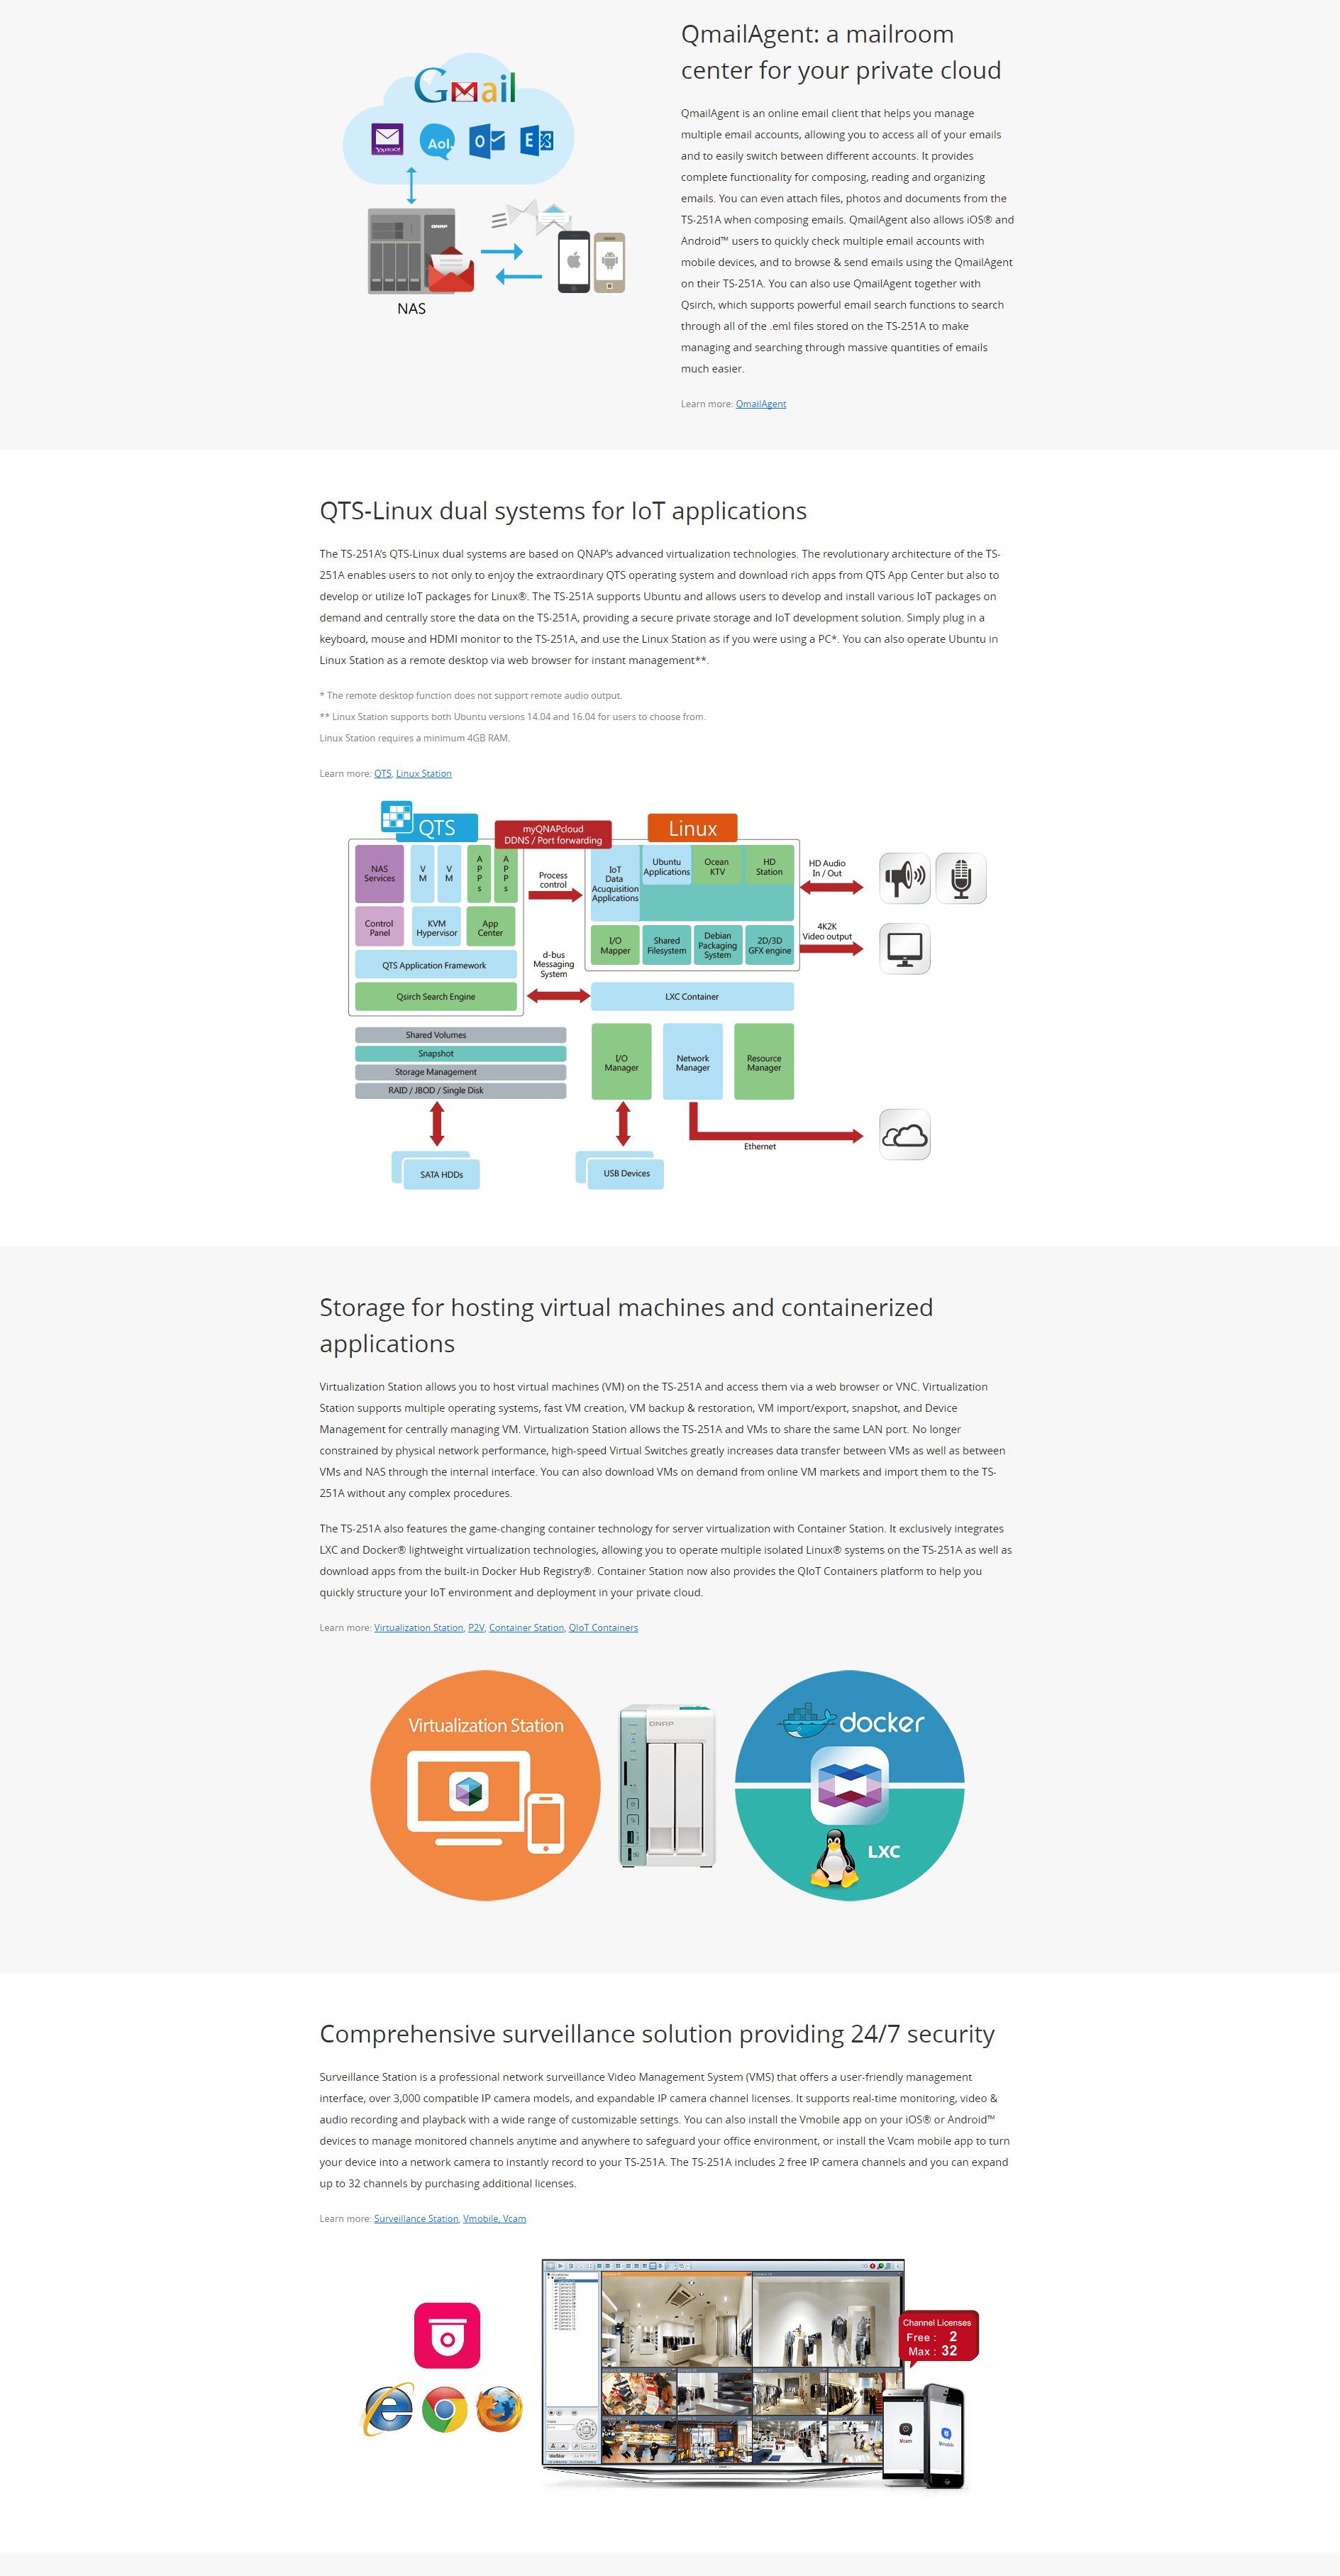 QmailAgent: a mailroom
center for your private cloud
Gmail
YAHOO!
Aol.
QNAP
NAS
QmailAgent is an online email client that helps you manage
multiple email accounts, allowing you to access all of your emails
and to easily switch between different accounts. It provides
complete functionality for composing, reading and organizing
emails. You can even attach files, photos and documents from the
TS-251A when composing emails. QmailAgent also allows iOS® and
Android™ users to quickly check multiple email accounts with
mobile devices, and to browse & send emails using the QmailAgent
on their TS-251A. You can also use QmailAgent together with
Qsirch, which supports powerful email search functions to search
through all of the .eml files stored on the TS-251A to make
managing and searching through massive quantities of emails
much easier.
Learn more: QmailAgent
QTS-Linux dual systems for IoT applications
The TS-251A’s QTS-Linux dual systems are based on QNAP’s advanced virtualization technologies. The revolutionary architecture of the TS-
251A enables users to not only to enjoy the extraordinary QTS operating system and download rich apps from QTS App Center but also to
develop or utilize IoT packages for Linux®. The TS-251A supports Ubuntu and allows users to develop and install various IoT packages on
demand and centrally store the data on the TS-251A, providing a secure private storage and IoT development solution. Simply plug in a
keyboard, mouse and HDMI monitor to the TS-251A, and use the Linux Station as if you were using a PC*. You can also operate Ubuntu in
Linux Station as a remote desktop via web browser for instant management**.
* The remote desktop function does not support remote audio output.
** Linux Station supports both Ubuntu versions 14.04 and 16.04 for users to choose from.
Linux Station requires a minimum 4GB RAM.
Learn more: QTS, Linux Station
QTS
myQNAPcloud
DDNS / Port forwarding
Linux
NAS
Services
VM
VM
APPs
APPs
Process
control
IoT
Data
Acuquisition
Applications
Ubuntu
Applications
Ocean
KTV
HD
Station
HD Audio
In / Out
Control
Panel
KVM
Hypervisor
App
Center
I/O
Mapper
Shared
Filesystem
Debian
Packaging
System
2D/3D
GFX engine
4K2K
Video output
QTS Application Framework
d-bus
Messaging
System
Qsirch Search Engine
LXC Container
Shared Volumes
Snapshot
Storage Management
RAID / JBOD / Single Disk
I/O
Manager
Network
Manager
Resource
Manager
Ethernet
SATA HDDs
USB Devices
Storage for hosting virtual machines and containerized
applications
Virtualization Station allows you to host virtual machines (VM) on the TS-251A and access them via a web browser or VNC. Virtualization
Station supports multiple operating systems, fast VM creation, VM backup & restoration, VM import/export, snapshot, and Device
Management for centrally managing VM. Virtualization Station allows the TS-251A and VMs to share the same LAN port. No longer
constrained by physical network performance, high-speed Virtual Switches greatly increases data transfer between VMs as well as between
VMs and NAS through the internal interface. You can also download VMs on demand from online VM markets and import them to the TS-
251A without any complex procedures.
The TS-251A also features the game-changing container technology for server virtualization with Container Station. It exclusively integrates
LXC and Docker® lightweight virtualization technologies, allowing you to operate multiple isolated Linux® systems on the TS-251A as well as
download apps from the built-in Docker Hub Registry®. Container Station now also provides the QIoT Containers platform to help you
quickly structure your IoT environment and deployment in your private cloud.
Learn more: Virtualization Station, P2V, Container Station, QIoT Containers
Virtualization Station
QNAP
docker
LXC
Comprehensive surveillance solution providing 24/7 security
Surveillance Station is a professional network surveillance Video Management System (VMS) that offers a user-friendly management
interface, over 3,000 compatible IP camera models, and expandable IP camera channel licenses. It supports real-time monitoring, video &
audio recording and playback with a wide range of customizable settings. You can also install the Vmobile app on your iOS® or Android™
devices to manage monitored channels anytime and anywhere to safeguard your office environment, or install the Vcam mobile app to turn
your device into a network camera to instantly record to your TS-251A. The TS-251A includes 2 free IP camera channels and you can expand
up to 32 channels by purchasing additional licenses.
Learn more: Surveillance Station, Vmobile, Vcam
Channel Licenses
Free : 2
Max : 32
Vcam
Vmobile